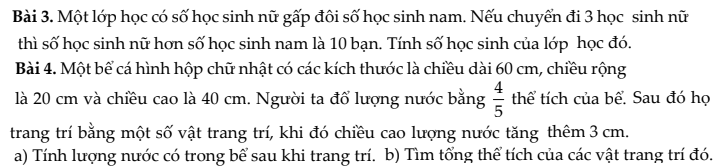 Bài 3. Một lớp học có số học sinh nữ gấp đôi số học sinh nam. Nếu chuyển đi 3 học sinh nữ
thì số học sinh nữ hơn số học sinh nam là 10 bạn. Tính số học sinh của lớp học đó.
Bài 4. Một bể cá hình hộp chữ nhật có các kích thước là chiều dài 60 cm, chiều rộng
là 20 cm và chiều cao là 40 cm. Người ta đổ lượng nước bằng 4/5 thể tích của bể. Sau đó họ
trang trí bằng một số vật trang trí, khi đó chiều cao lượng nước tăng thêm 3 cm.
a) Tính lượng nước có trong bể sau khi trang trí. b) Tìm tổng thể tích của các vật trang trí đó.